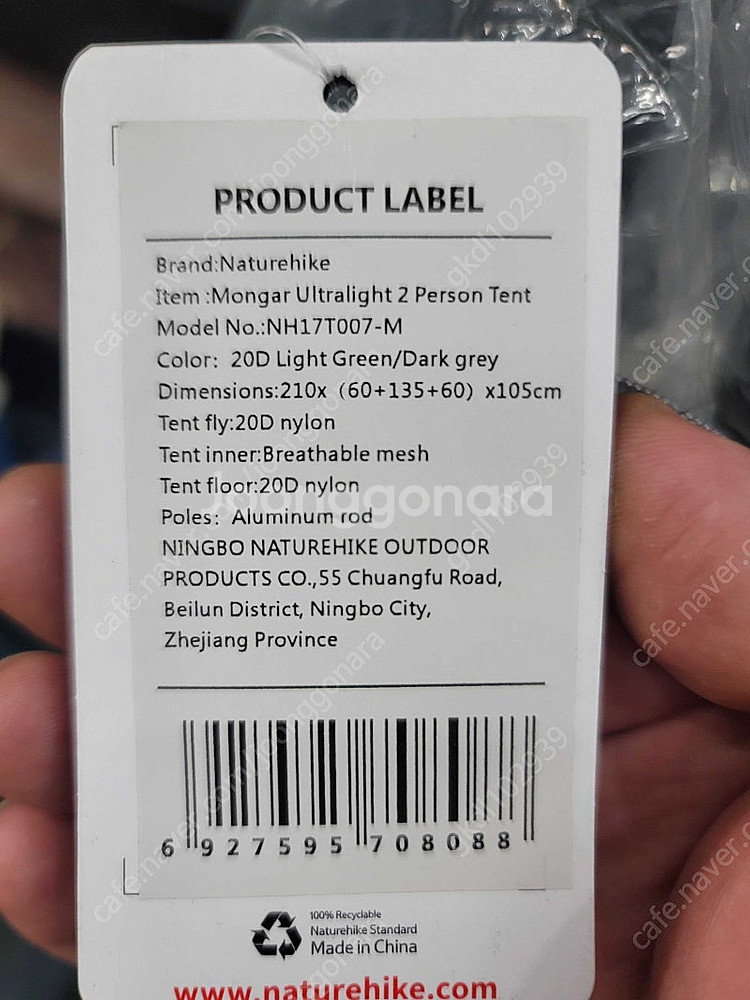 PRODUCT LABEL
Brand:Naturehike
Item :Mongar Ultralight 2 Person Tent
Model No.:NH17T007-M
Color: 20D Light Green/Dark grey
Dimensions:210x (60+135+60) x105cm
Tent fly:20D nylon
Tent inner:Breathable mesh
Tent floor:20D nylon
joonggonara
Poles: Aluminum rod
NINGBO NATUREHIKE OUTDOOR
PRODUCTS CO.,55 Chuangfu Road,
Beilun District, Ningbo City,
Zhejiang Province
6 927595 708088
100% Recyclable
Naturehike Standard
Made in China
www.naturehike.com